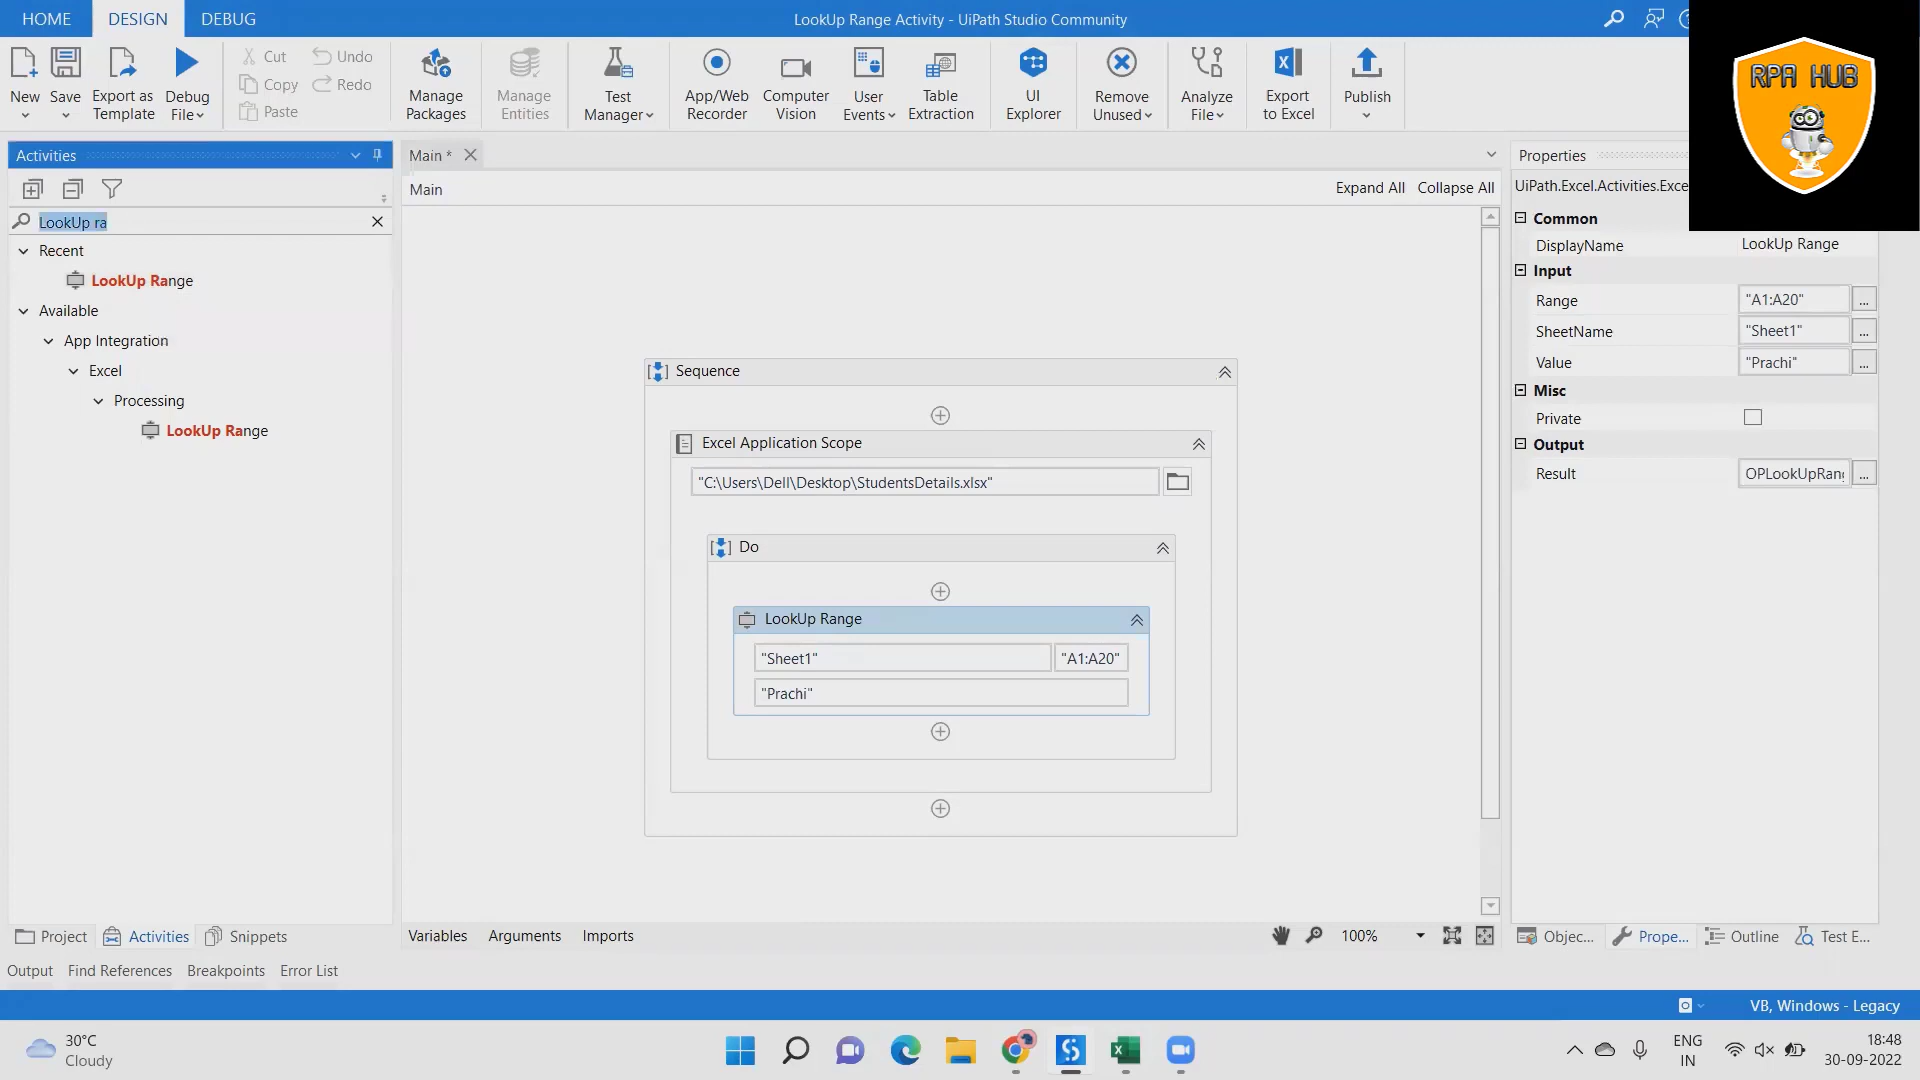 HOME
DESIGN
DEBUG
LookUp Range Activity - UiPath Studio Community
New
Save
Export as Template
Debug File
Cut
Copy
Paste
Undo
Redo
Manage Packages
Manage Entities
Test Manager
App/Web Recorder
Computer Vision
User Events
Table Extraction
UI Explorer
Remove Unused
Analyze File
Export to Excel
Publish
RPA HUB
Activities
LookUp ra
Recent
LookUp Range
Available
App Integration
Excel
Processing
LookUp Range
Main *
Main
Expand All
Collapse All
Sequence
Excel Application Scope
"C:\Users\Dell\Desktop\StudentsDetails.xlsx"
Do
LookUp Range
"Sheet1"
"A1:A20"
"Prachi"
Properties
UiPath.Excel.Activities.Exce
Common
DisplayName
LookUp Range
Input
Range
"A1:A20"
...
SheetName
"Sheet1"
...
Value
"Prachi"
...
Misc
Private
Output
Result
OPLookUpRan
...
Project
Activities
Snippets
Variables
Arguments
Imports
100%
Objec...
Prope...
Outline
Test E...
Output
Find References
Breakpoints
Error List
VB, Windows - Legacy
30°C
Cloudy
ENG
IN
18:48
30-09-2022